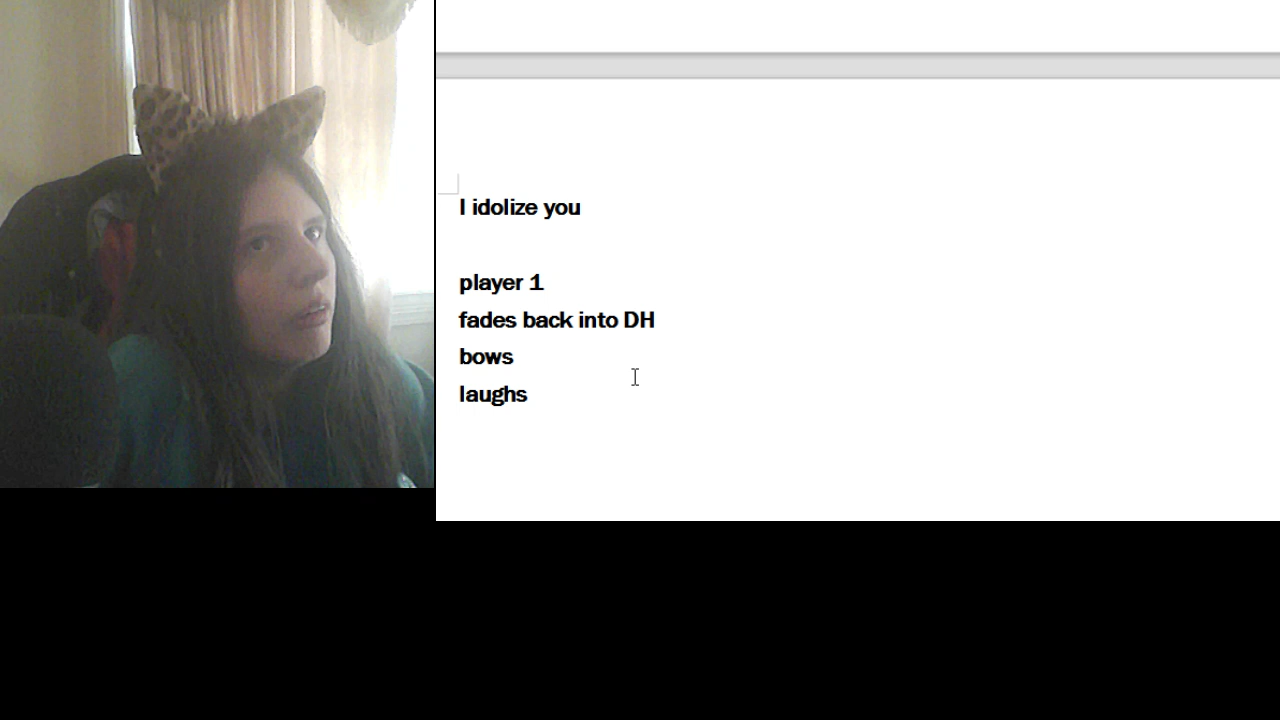 I idolize you
player 1
fades back into DH
bows
laughs